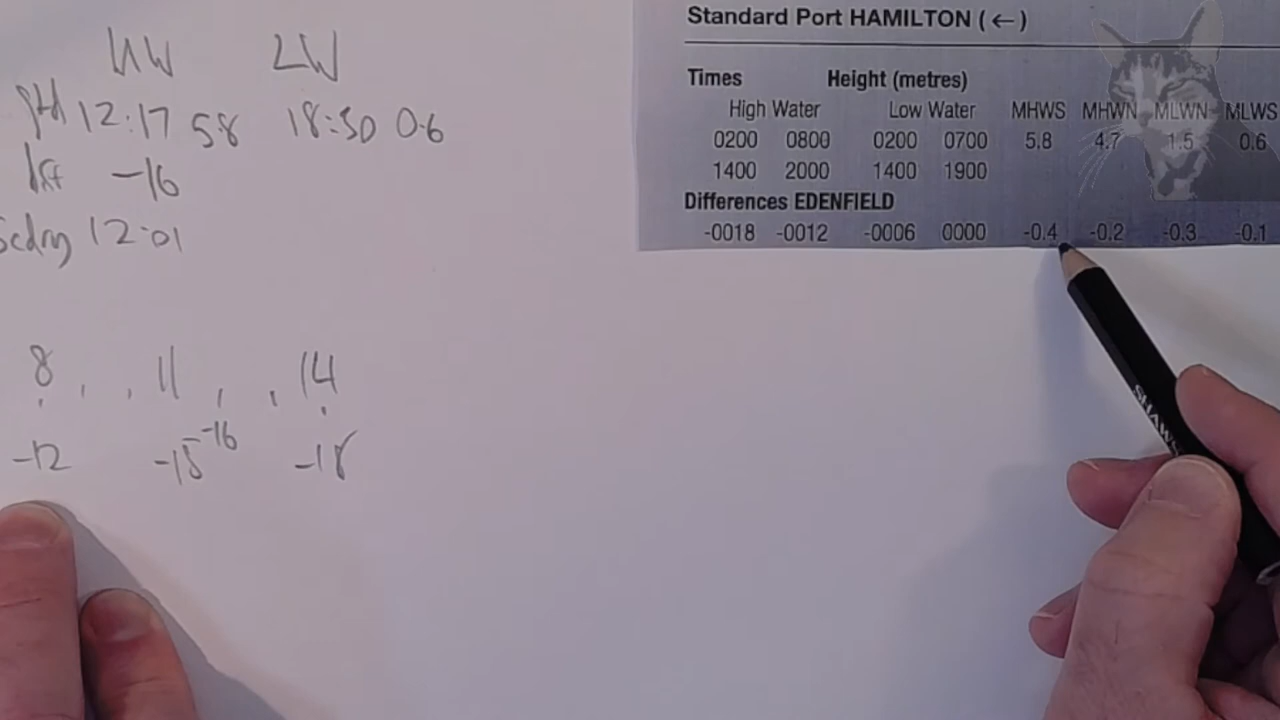 HW LW
Std 12:17 5.8 18:30 0.6
diff -16
Scdry 12:01
8 , , 11 , , 14
-12 -15 -16 -18
Standard Port HAMILTON (←)
Times Height (metres)
High Water Low Water MHWS MHWN MLWN MLWS
0200 0800 0200 0700 5.8 4.7 1.5 0.6
1400 2000 1400 1900
Differences EDENFIELD
-0018 -0012 -0006 0000 -0.4 -0.2 -0.3 -0.1
SHAWS